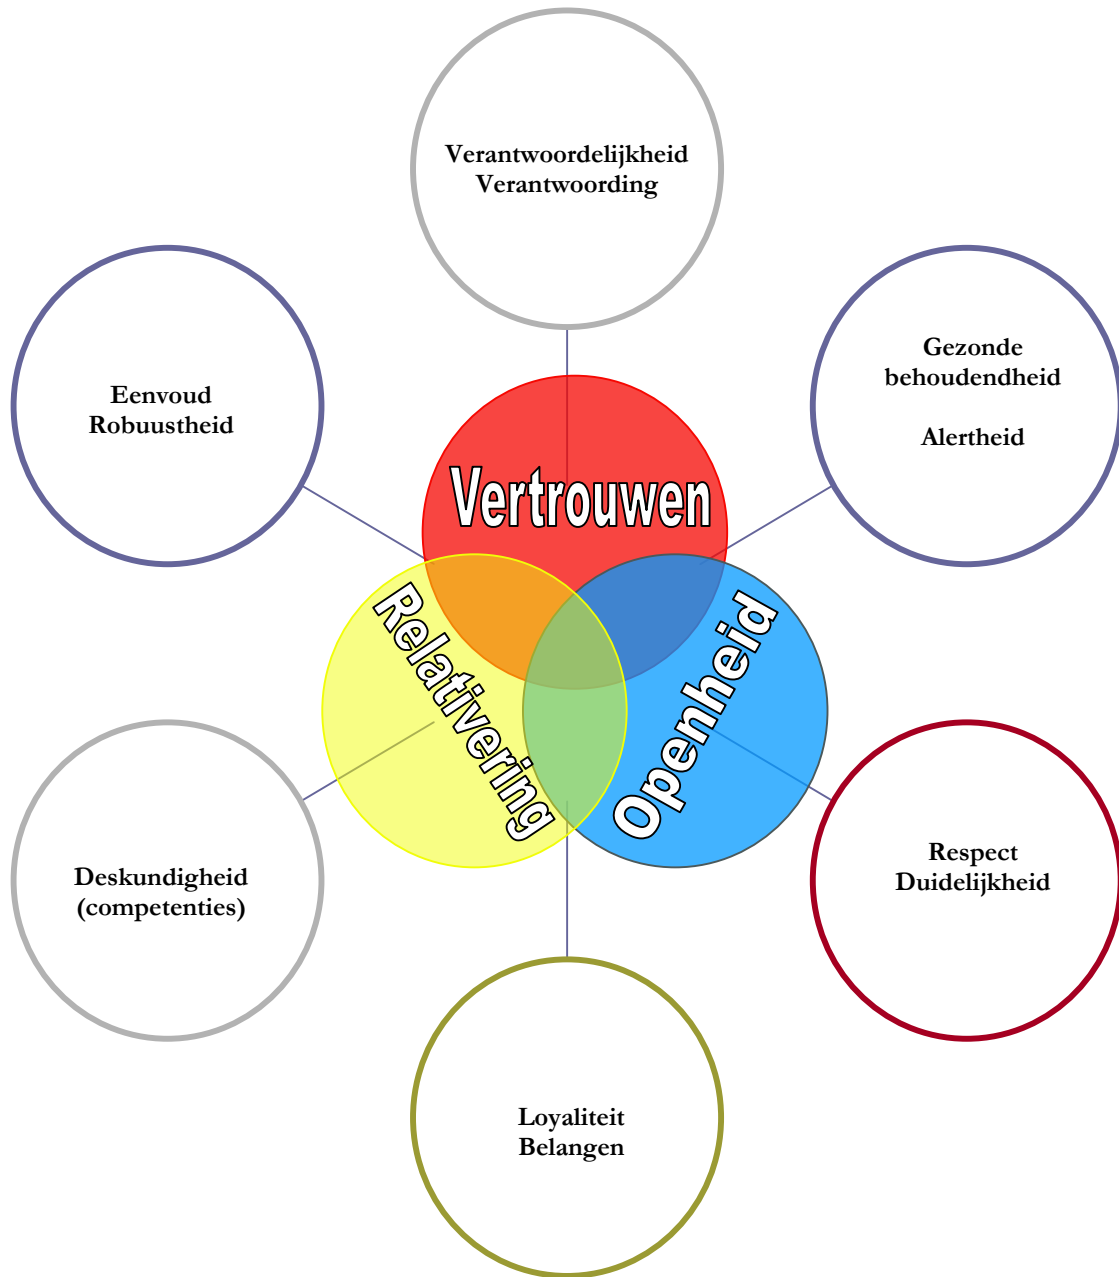 Verantwoordelijkheid
Verantwoording
Gezonde
behoudendheid
Alertheid
Eenvoud
Robuustheid
Vertrouwen
Relativering
Openheid
Respect
Duidelijkheid
Deskundigheid
(competenties)
Loyaliteit
Belangen